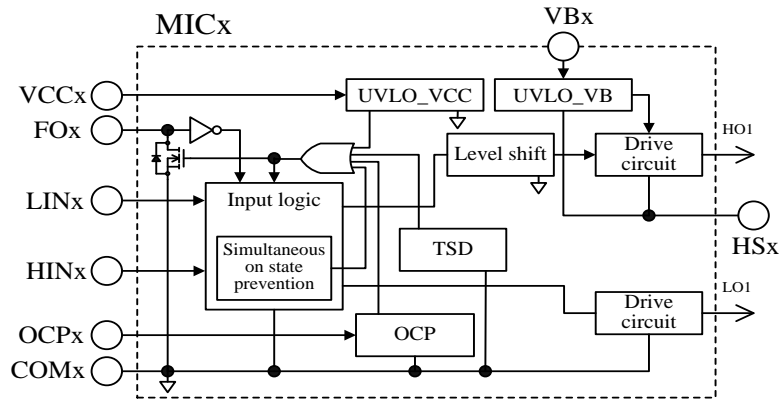 MICx
VBx
VCCx
UVLO_VCC
UVLO_VB
FOx
HO1
Level shift
Drive
circuit
LINx
Input logic
HSx
TSD
Simultaneous
on state
prevention
HINx
LO1
Drive
circuit
OCPx
OCP
COMx